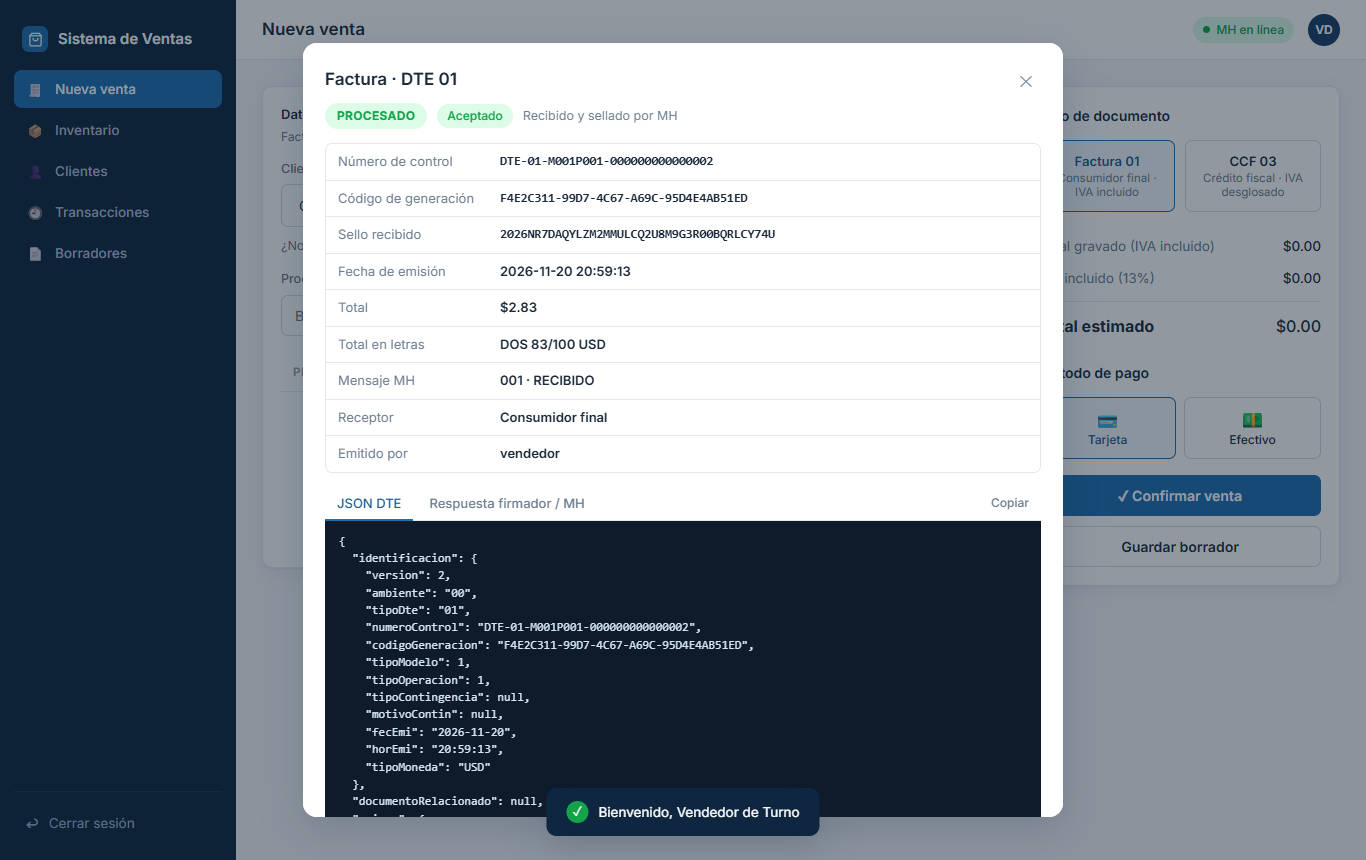 Sistema de Ventas
Nueva venta
Inventario
Clientes
Transacciones
Borradores
Cerrar sesión
Nueva venta
MH en línea
VD
Factura · DTE 01
PROCESADO
Aceptado
Recibido y sellado por MH
Número de control DTE-01-M001P001-000000000000002
Código de generación F4E2C311-99D7-4C67-A69C-95D4E4AB51ED
Sello recibido 2026NR7DAQYLZM2MMULCQ2U8M9G3R00BQRLCY74U
Fecha de emisión 2026-11-20 20:59:13
Total $2.83
Total en letras DOS 83/100 USD
Mensaje MH 001 · RECIBIDO
Receptor Consumidor final
Emitido por vendedor
JSON DTE
Respuesta firmador / MH
Copiar
{
"identificacion": {
"version": 2,
"ambiente": "00",
"tipoDte": "01",
"numeroControl": "DTE-01-M001P001-000000000000002",
"codigoGeneracion": "F4E2C311-99D7-4C67-A69C-95D4E4AB51ED",
"tipoModelo": 1,
"tipoOperacion": 1,
"tipoContingencia": null,
"motivoContin": null,
"fecEmi": "2026-11-20",
"horEmi": "20:59:13",
"tipoMoneda": "USD"
},
"documentoRelacionado": null,
Bienvenido, Vendedor de Turno
Dat
Fact
Clie
¿No
Pro
B
o de documento
Factura 01
Consumidor final ·
IVA incluido
CCF 03
Crédito fiscal · IVA
desglosado
al gravado (IVA incluido) $0.00
incluido (13%) $0.00
tal estimado $0.00
todo de pago
Tarjeta
Efectivo
✓ Confirmar venta
Guardar borrador